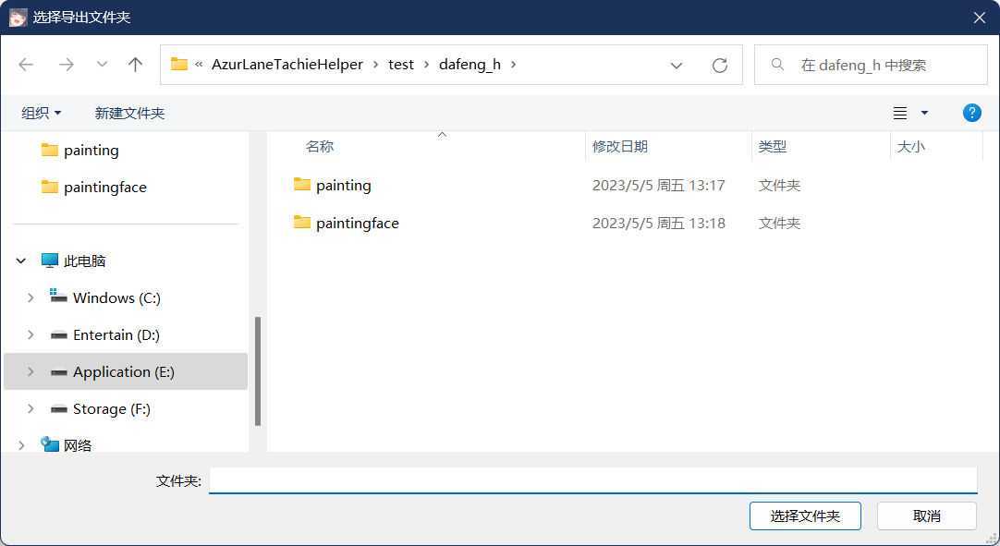 选择导出文件夹
« AzurLaneTachieHelper › test › dafeng_h ›
在 dafeng_h 中搜索
组织 新建文件夹
?
painting
paintingface
此电脑
Windows (C:)
Entertain (D:)
Application (E:)
Storage (F:)
网络
名称 修改日期 类型 大小
painting 2023/5/5 周五 13:17 文件夹
paintingface 2023/5/5 周五 13:18 文件夹
文件夹:
选择文件夹 取消